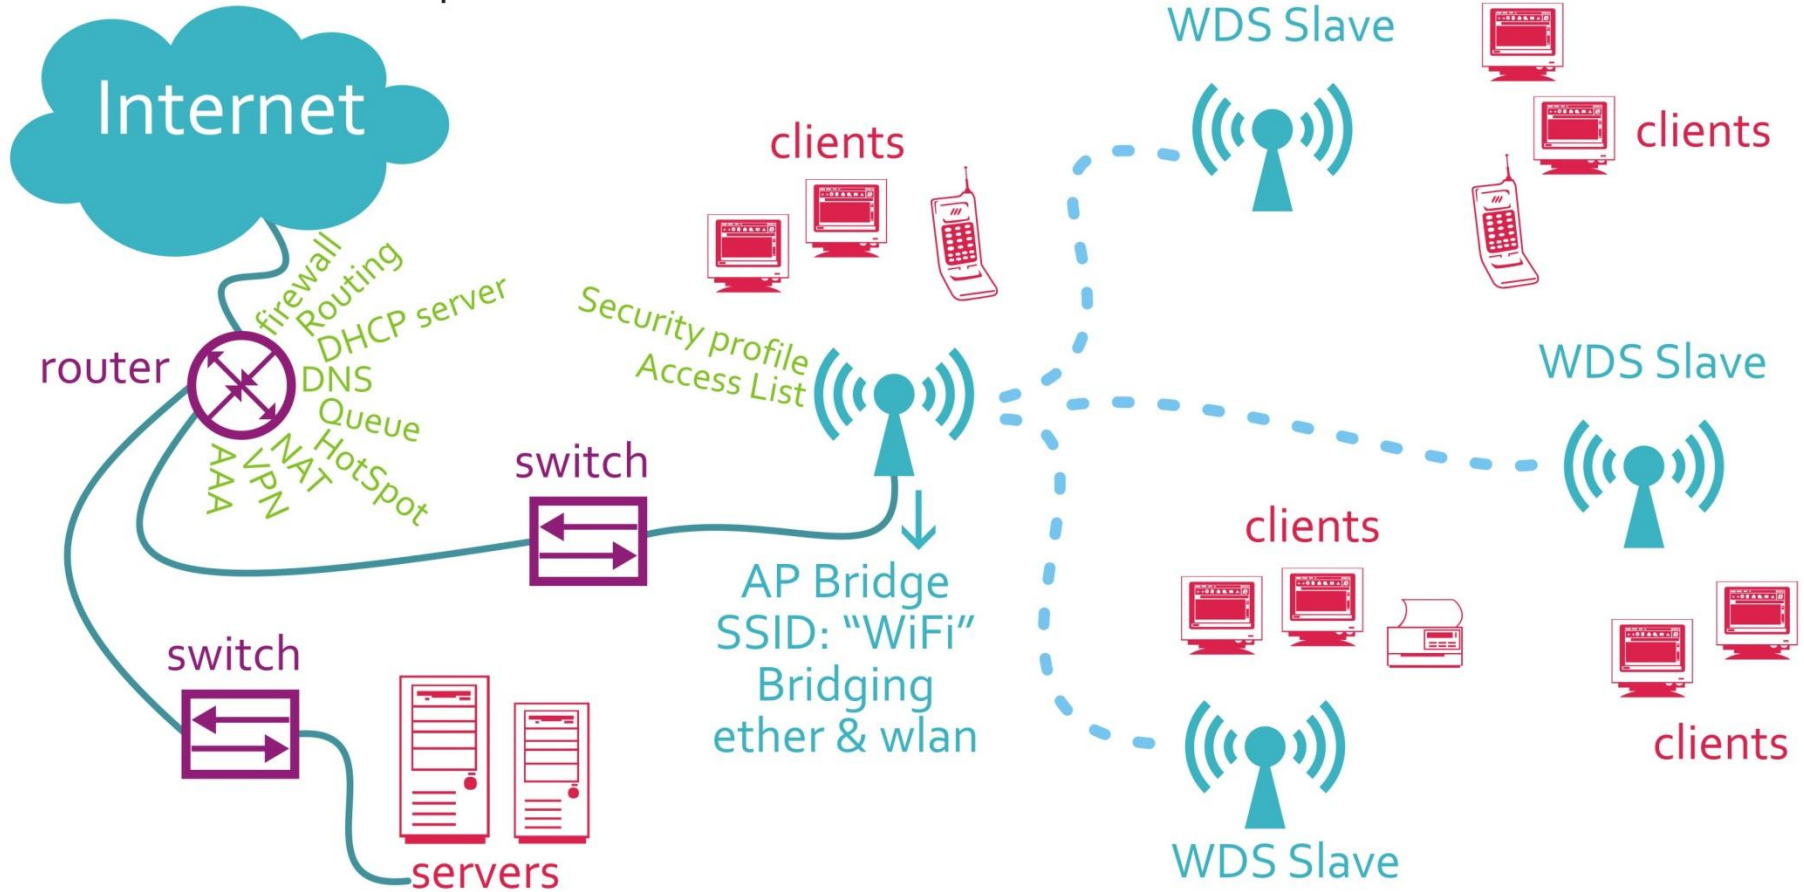 WDS Slave
Internet
clients
clients
firewall
Routing
DHCP server
DNS
Queue
HotSpot
NAT
VPN
AAA
router
Security profile
Access List
WDS Slave
switch
clients
AP Bridge
SSID: “WiFi”
Bridging
ether & wlan
switch
clients
WDS Slave
servers